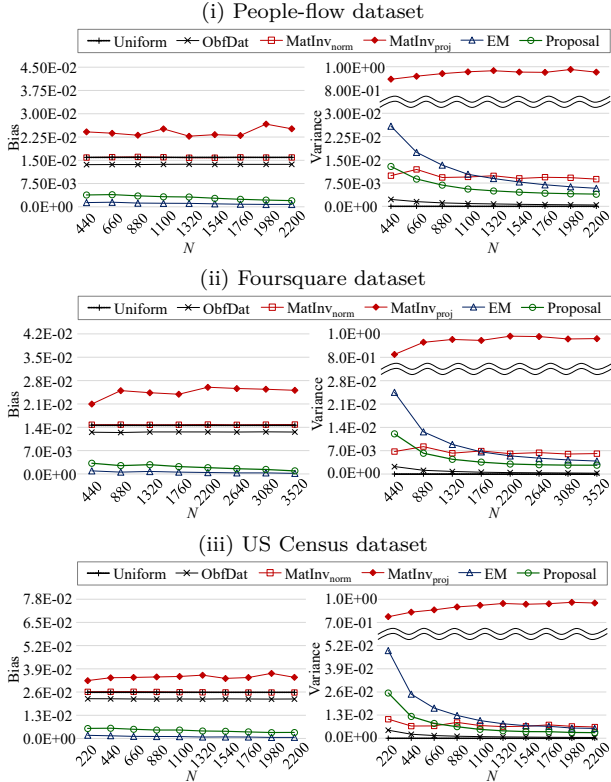 (i) People-flow dataset
Uniform ObfDat MatInv_norm MatInv_proj EM Proposal
4.50E-02
3.75E-02
3.00E-02
2.25E-02
1.50E-02
7.50E-03
0.0E+00
Bias
440 660 880 1100 1320 1540 1760 1980 2200
N
1.00E+00
8.00E-01
3.00E-02
2.25E-02
1.50E-02
7.50E-03
0.0E+00
Variance
440 660 880 1100 1320 1540 1760 1980 2200
N
(ii) Foursquare dataset
Uniform ObfDat MatInv_norm MatInv_proj EM Proposal
4.2E-02
3.5E-02
2.8E-02
2.1E-02
1.4E-02
7.0E-03
0.0E+00
Bias
440 880 1320 1760 2200 2640 3080 3520
N
1.0E+00
8.0E-01
2.8E-02
2.1E-02
1.4E-02
7.0E-03
0.0E+00
Variance
440 880 1320 1760 2200 2640 3080 3520
N
(iii) US Census dataset
Uniform ObfDat MatInv_norm MatInv_proj EM Proposal
7.8E-02
6.5E-02
5.2E-02
3.9E-02
2.6E-02
1.3E-02
0.0E+00
Bias
220 440 660 880 1100 1320 1540 1760 1980 2200
N
1.0E+00
7.0E-01
5.2E-02
3.9E-02
2.6E-02
1.3E-02
0.0E+00
Variance
220 440 660 880 1100 1320 1540 1760 1980 2200
N